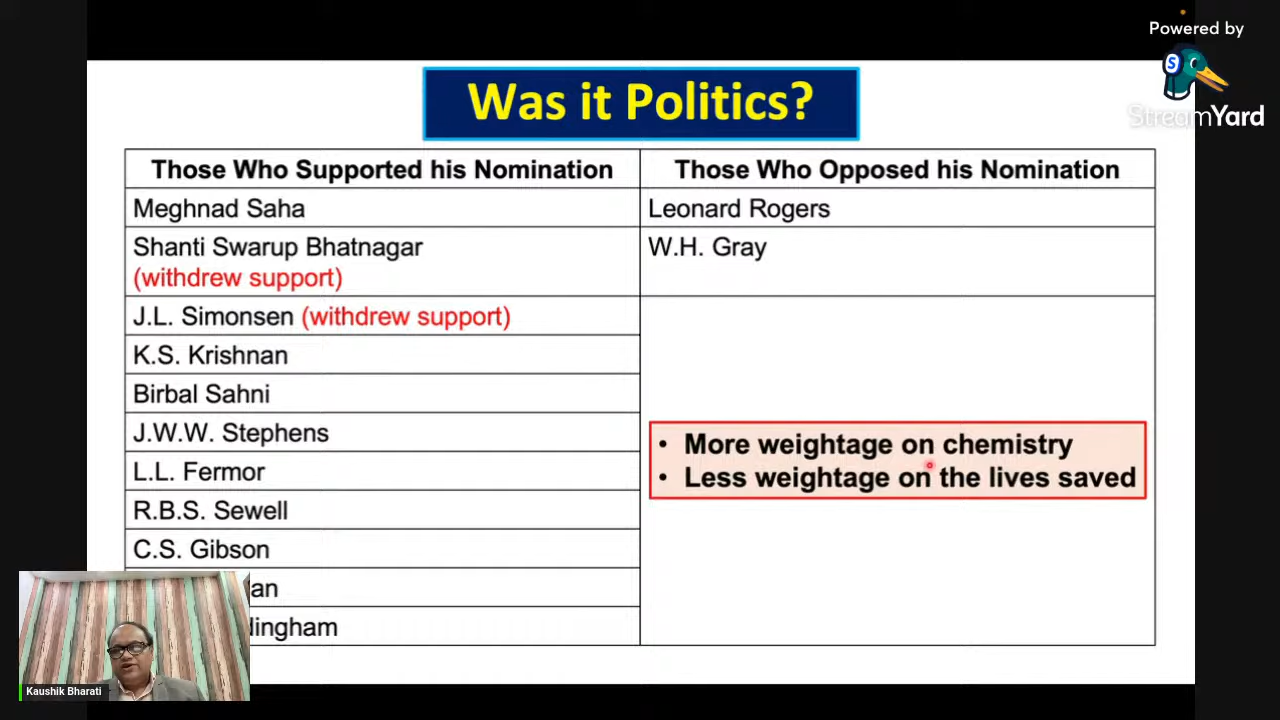 Powered by
StreamYard
Was it Politics?
Those Who Supported his Nomination
Those Who Opposed his Nomination
Meghnad Saha
Leonard Rogers
Shanti Swarup Bhatnagar
(withdrew support)
W.H. Gray
J.L. Simonsen (withdrew support)
K.S. Krishnan
Birbal Sahni
J.W.W. Stephens
L.L. Fermor
R.B.S. Sewell
C.S. Gibson
• More weightage on chemistry
• Less weightage on the lives saved
Kaushik Bharati